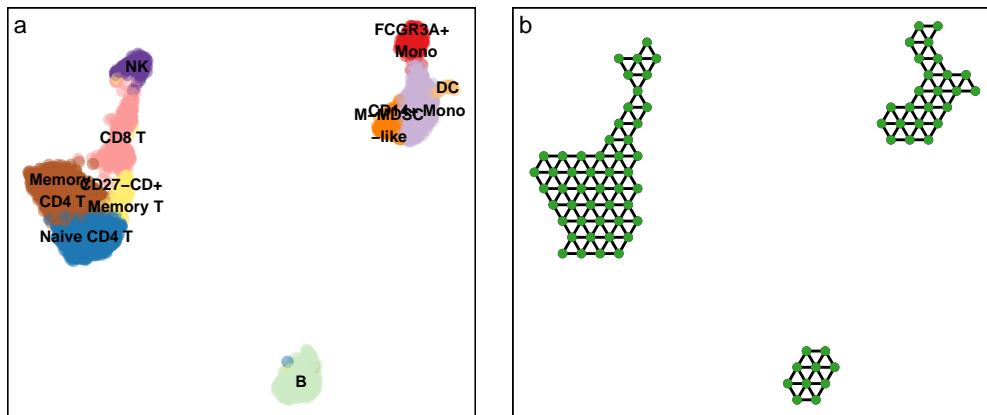 a
FCGR3A+
Mono
NK
DC
CD14+ Mono
M–MDSC
–like
CD8 T
Memory
CD4 T
CD27–CD+
Memory T
Naive CD4 T
B
b